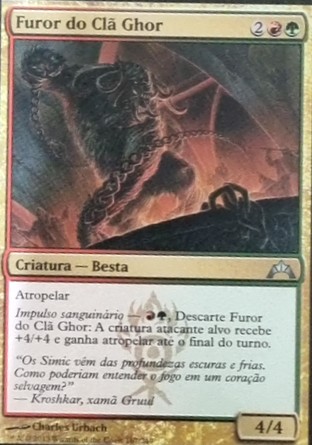 Furor do Clã Ghor 2
Criatura — Besta
Atropelar
Impulso sanguinário — , Descarte Furor
do Clã Ghor: A criatura atacante alvo recebe
+4/+4 e ganha atropelar até o final do turno.
"Os Simic vêm das profundezas escuras e frias.
Como poderiam entender o fogo em um coração
selvagem?"
— Kroshkar, xamã Gruul
Charles Urbach
4/4